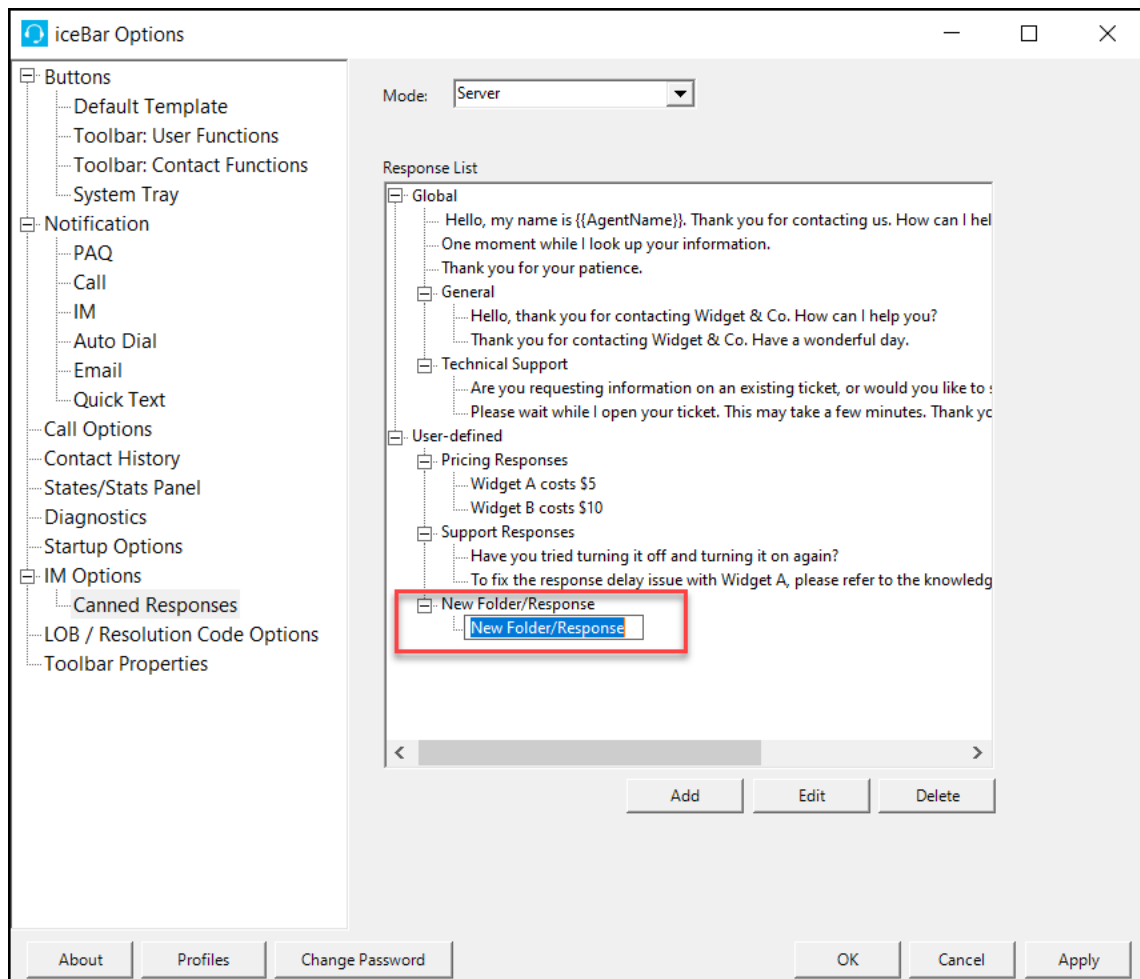 iceBar Options
Buttons
Default Template
Toolbar: User Functions
Toolbar: Contact Functions
System Tray
Notification
PAQ
Call
IM
Auto Dial
Email
Quick Text
Call Options
Contact History
States/Stats Panel
Diagnostics
Startup Options
IM Options
Canned Responses
LOB / Resolution Code Options
Toolbar Properties
Mode: Server
Response List
Global
Hello, my name is {{AgentName}}. Thank you for contacting us. How can I hel
One moment while I look up your information.
Thank you for your patience.
General
Hello, thank you for contacting Widget & Co. How can I help you?
Thank you for contacting Widget & Co. Have a wonderful day.
Technical Support
Are you requesting information on an existing ticket, or would you like to
Please wait while I open your ticket. This may take a few minutes. Thank yo
User-defined
Pricing Responses
Widget A costs $5
Widget B costs $10
Support Responses
Have you tried turning it off and turning it on again?
To fix the response delay issue with Widget A, please refer to the knowledg
New Folder/Response
New Folder/Response
Add Edit Delete
About Profiles Change Password OK Cancel Apply